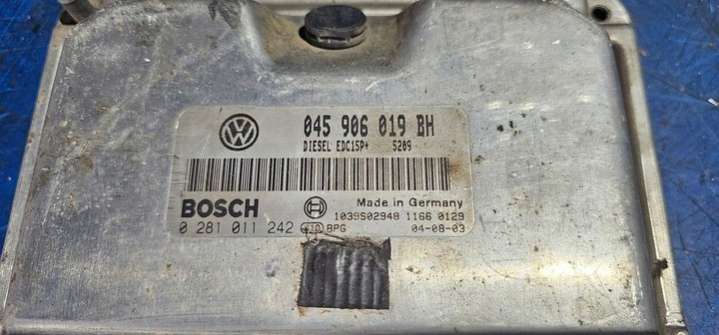 045 906 019 BH
DIESEL EDC15P+ 5209
BOSCH
Made in Germany
1039S02948 1166 0129
0 281 011 242 BPG 04-08-03